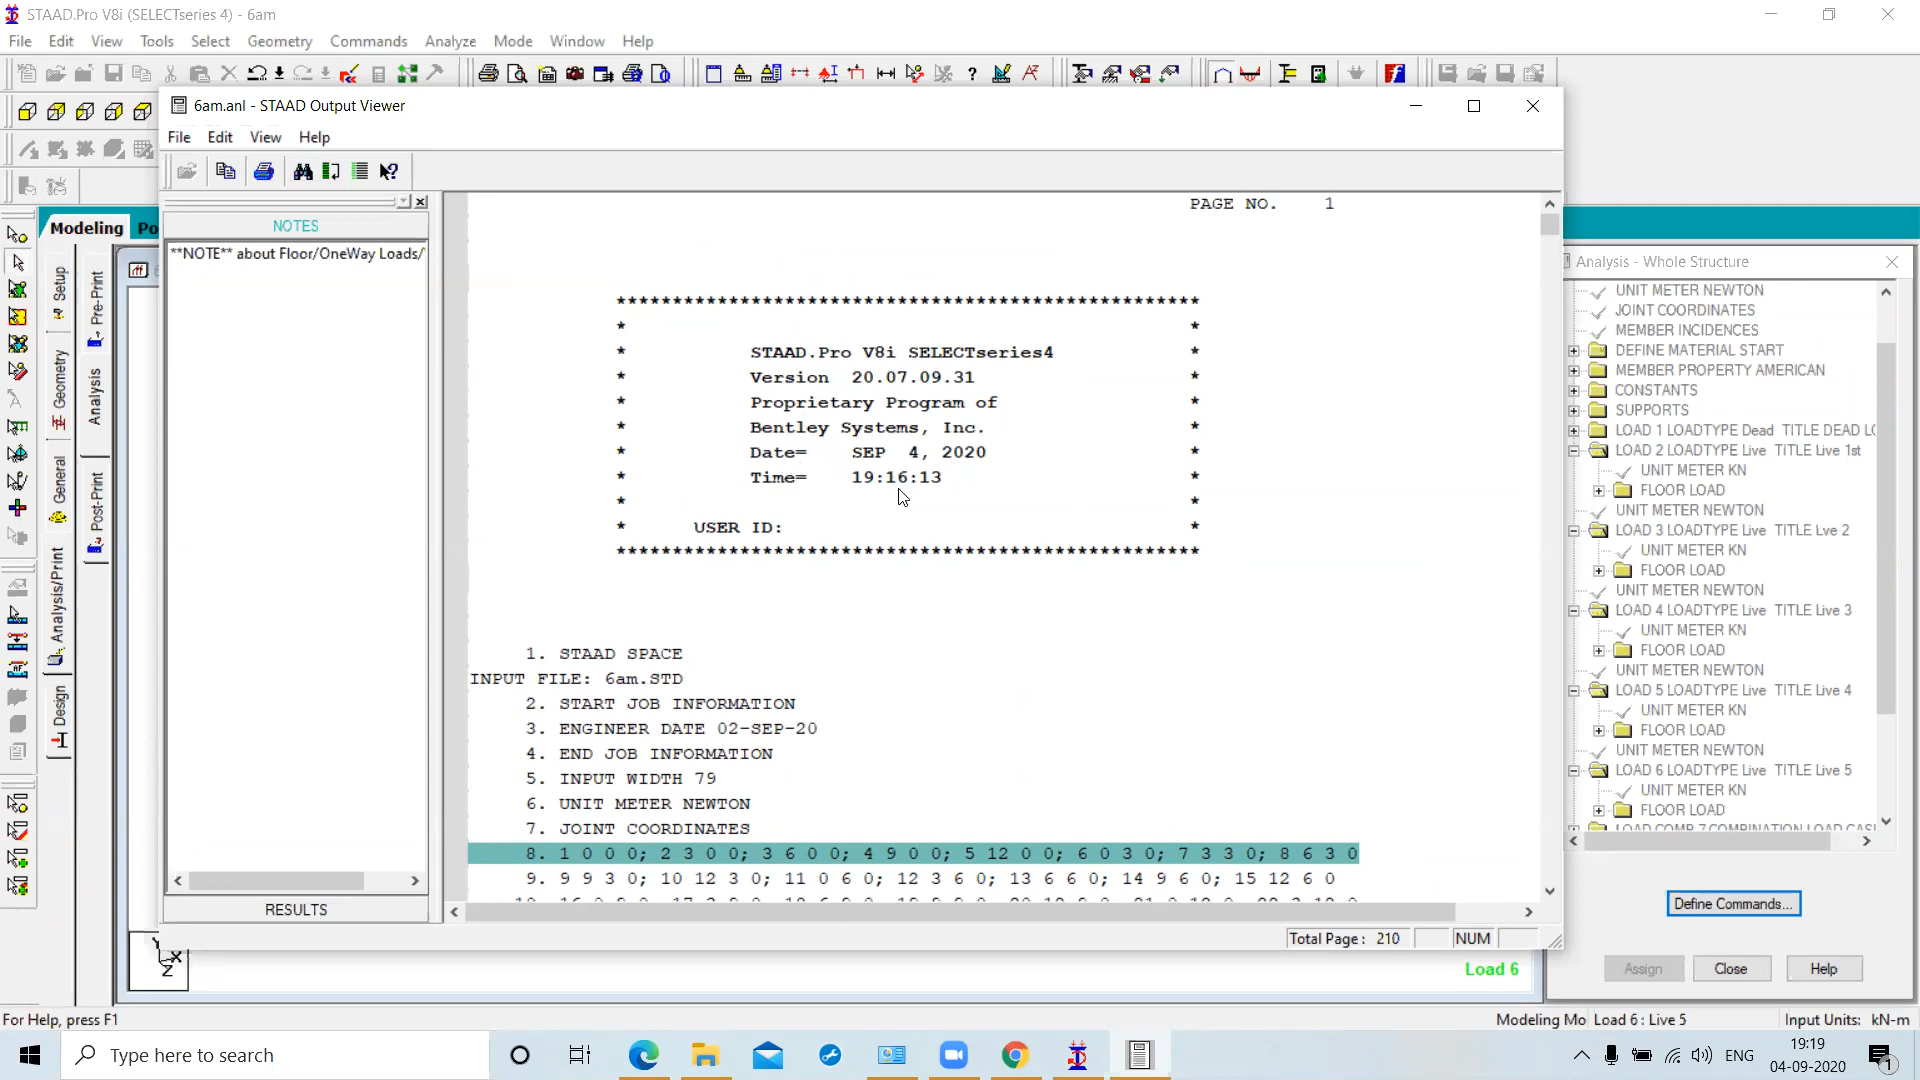 STAAD.Pro V8i (SELECTseries 4) - 6am
File Edit View Tools Select Geometry Commands Analyze Mode Window Help
6am.anl - STAAD Output Viewer
File Edit View Help
NOTES
**NOTE** about Floor/OneWay Loads/
RESULTS
Modeling
Setup
Geometry
General
Analysis/Print
Design
Pre-Print
Analysis
Post-Print
PAGE NO. 1
****************************************************
* *
* STAAD.Pro V8i SELECTseries4 *
* Version 20.07.09.31 *
* Proprietary Program of *
* Bentley Systems, Inc. *
* Date= SEP 4, 2020 *
* Time= 19:16:13 *
* *
* USER ID: *
****************************************************
1. STAAD SPACE
INPUT FILE: 6am.STD
2. START JOB INFORMATION
3. ENGINEER DATE 02-SEP-20
4. END JOB INFORMATION
5. INPUT WIDTH 79
6. UNIT METER NEWTON
7. JOINT COORDINATES
8. 1 0 0 0; 2 3 0 0; 3 6 0 0; 4 9 0 0; 5 12 0 0; 6 0 3 0; 7 3 3 0; 8 6 3 0
9. 9 9 3 0; 10 12 3 0; 11 0 6 0; 12 3 6 0; 13 6 6 0; 14 9 6 0; 15 12 6 0
Total Page : 210 NUM
Y
X
Z
Load 6
Analysis - Whole Structure
UNIT METER NEWTON
JOINT COORDINATES
MEMBER INCIDENCES
DEFINE MATERIAL START
MEMBER PROPERTY AMERICAN
CONSTANTS
SUPPORTS
LOAD 1 LOADTYPE Dead TITLE DEAD LO
LOAD 2 LOADTYPE Live TITLE Live 1st
UNIT METER KN
FLOOR LOAD
UNIT METER NEWTON
LOAD 3 LOADTYPE Live TITLE Lve 2
UNIT METER KN
FLOOR LOAD
UNIT METER NEWTON
LOAD 4 LOADTYPE Live TITLE Live 3
UNIT METER KN
FLOOR LOAD
UNIT METER NEWTON
LOAD 5 LOADTYPE Live TITLE Live 4
UNIT METER KN
FLOOR LOAD
UNIT METER NEWTON
LOAD 6 LOADTYPE Live TITLE Live 5
UNIT METER KN
FLOOR LOAD
LOAD COMB 7 COMBINATION LOAD CAS
Define Commands...
Assign Close Help
For Help, press F1
Modeling Mo Load 6 : Live 5 Input Units: kN-m
Type here to search
ENG
19:19
04-09-2020
1